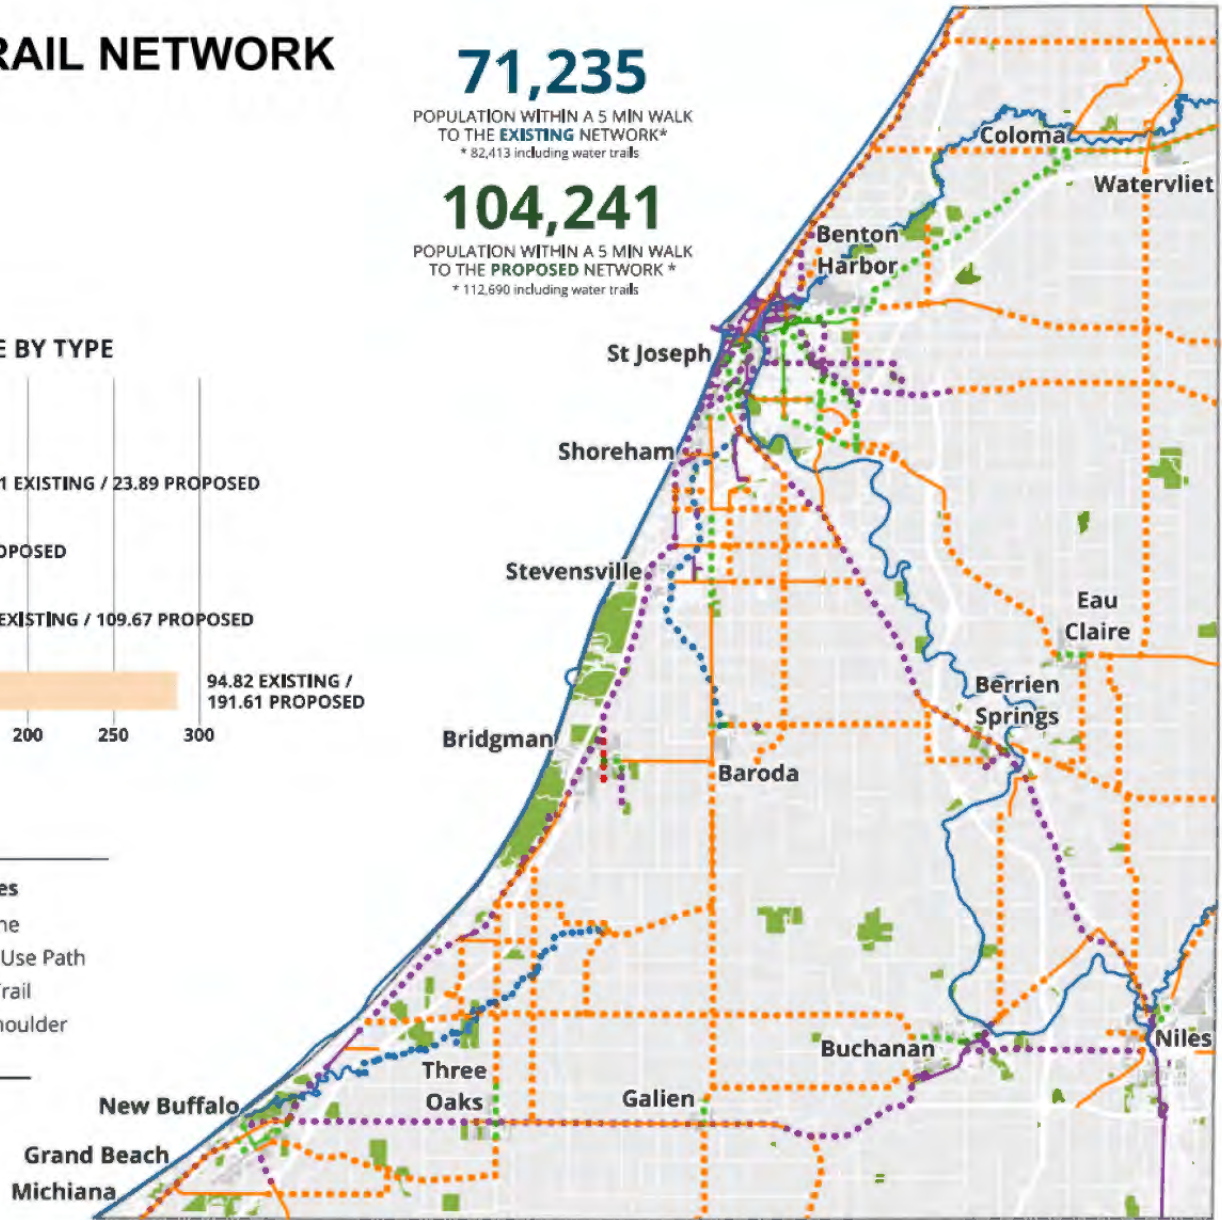 RAIL NETWORK
71,235
POPULATION WITHIN A 5 MIN WALK
TO THE EXISTING NETWORK*
* 82,413 including water trails
104,241
POPULATION WITHIN A 5 MIN WALK
TO THE PROPOSED NETWORK *
* 112,690 including water trails
E BY TYPE
1 EXISTING / 23.89 PROPOSED
OPOSED
EXISTING / 109.67 PROPOSED
94.82 EXISTING /
191.61 PROPOSED
200 250 300
es
ne
Use Path
rail
houlder
Coloma
Watervliet
Benton
Harbor
St Joseph
Shoreham
Stevensville
Eau
Claire
Berrien
Springs
Bridgman
Baroda
Buchanan
Niles
Three
Oaks
Galien
New Buffalo
Grand Beach
Michiana